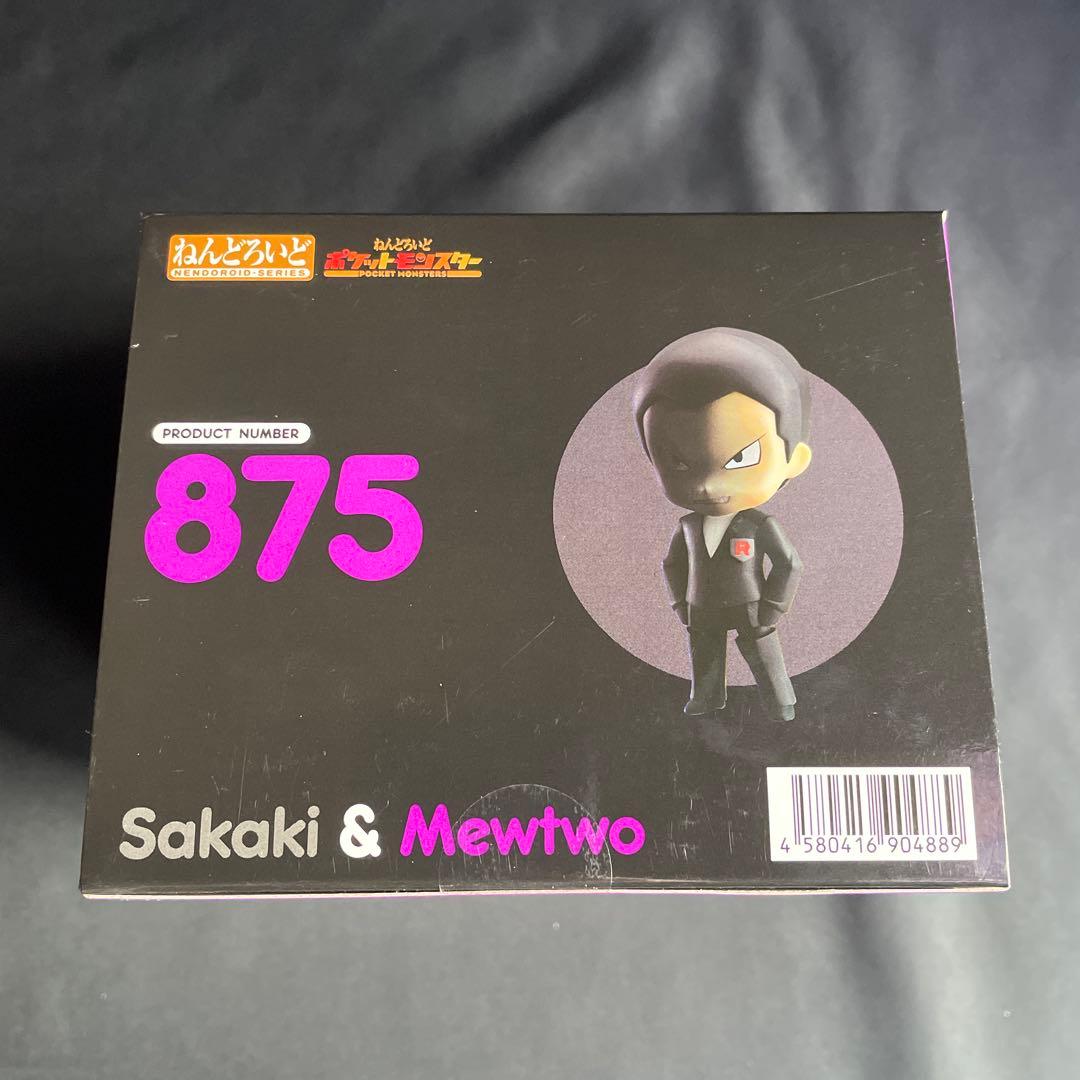 ねんどろいど
NENDOROID-SERIES
ねんどろいど
ポケットモンスター
POCKET MONSTERS
PRODUCT NUMBER
875
R
Sakaki & Mewtwo
4 580416 904889